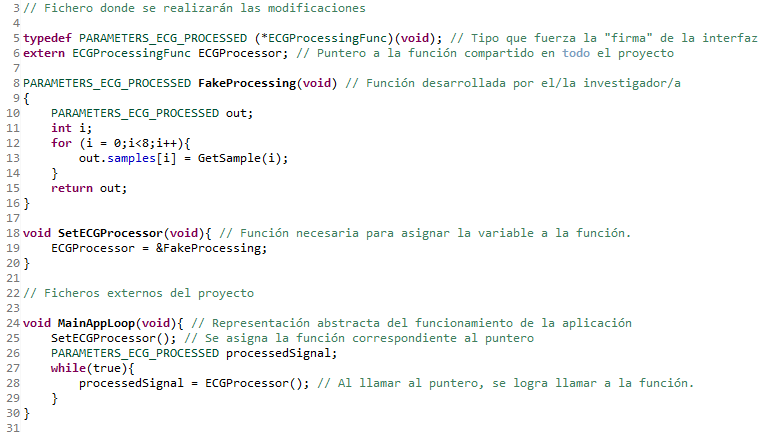 3 // Fichero donde se realizarán las modificaciones
4
5 typedef PARAMETERS_ECG_PROCESSED (*ECGProcessingFunc)(void); // Tipo que fuerza la "firma" de la interfaz
6 extern ECGProcessingFunc ECGProcessor; // Puntero a la función compartido en todo el proyecto
7
8 PARAMETERS_ECG_PROCESSED FakeProcessing(void) // Función desarrollada por el/la investigador/a
9 {
10     PARAMETERS_ECG_PROCESSED out;
11     int i;
12     for (i = 0;i<8;i++){
13         out.samples[i] = GetSample(i);
14     }
15     return out;
16 }
17
18 void SetECGProcessor(void){ // Función necesaria para asignar la variable a la función.
19     ECGProcessor = &FakeProcessing;
20 }
21
22 // Ficheros externos del proyecto
23
24 void MainAppLoop(void){ // Representación abstracta del funcionamiento de la aplicación
25     SetECGProcessor(); // Se asigna la función correspondiente al puntero
26     PARAMETERS_ECG_PROCESSED processedSignal;
27     while(true){
28         processedSignal = ECGProcessor(); // Al llamar al puntero, se logra llamar a la función.
29     }
30 }
31